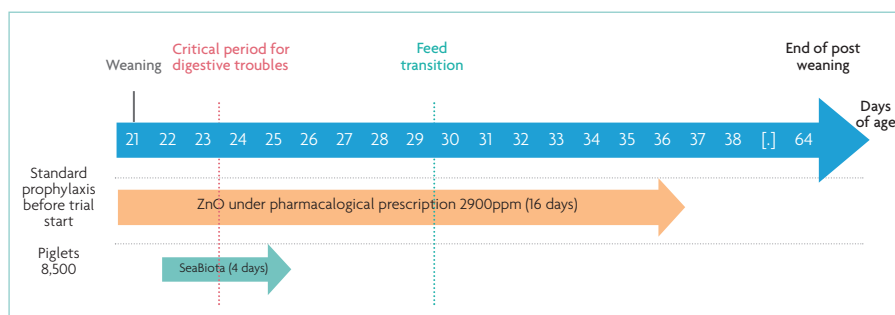 Critical period for
digestive troubles
Feed
transition
End of post
weaning
Weaning
Days
of age
21 22 23 24 25 26 27 28 29 30 31 32 33 34 35 36 37 38 [.] 64
Standard
prophylaxis
before trial
start
ZnO under pharmacalogical prescription 2900ppm (16 days)
Piglets
8,500
SeaBiota (4 days)